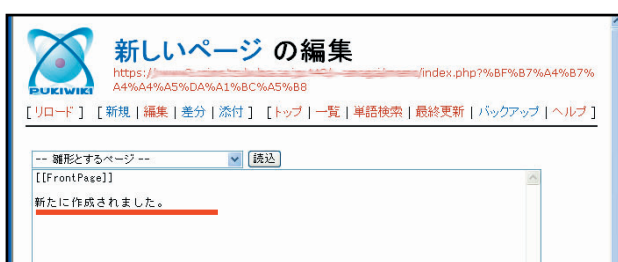 新しいページ の編集
https:// /index.php?%BF%B7%A4%B7%
A4%A4%A5%DA%A1%BC%A5%B8
PUKIWIKI
[ リロード ] [ 新規 | 編集 | 差分 | 添付 ] [ トップ | 一覧 | 単語検索 | 最終更新 | バックアップ | ヘルプ ]
-- 雛形とするページ -- 読込
[[FrontPage]]
新たに作成されました。